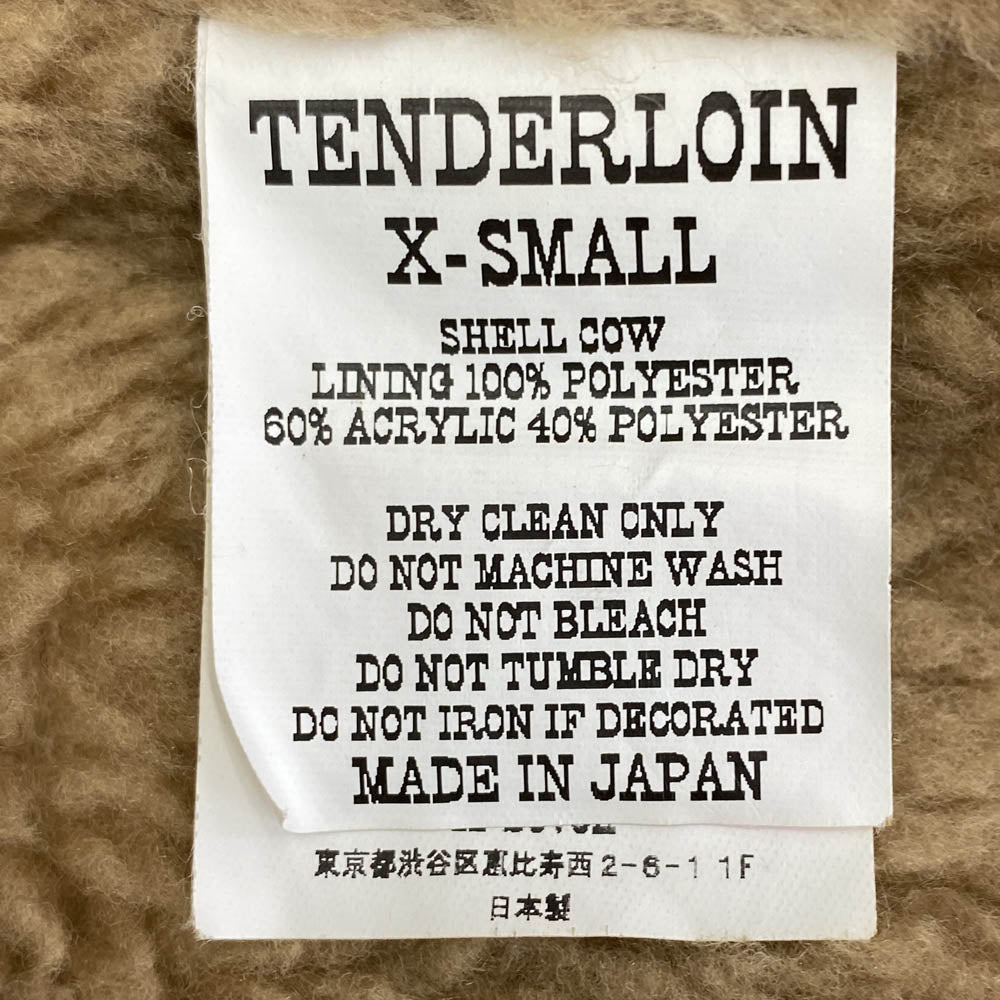 TENDERLOIN
X-SMALL
SHELL COW
LINING 100% POLYESTER
60% ACRYLIC 40% POLYESTER
DRY CLEAN ONLY
DO NOT MACHINE WASH
DO NOT BLEACH
DO NOT TUMBLE DRY
DO NOT IRON IF DECORATED
MADE IN JAPAN
東京都渋谷区恵比寿西2-6-1 1F
日本製